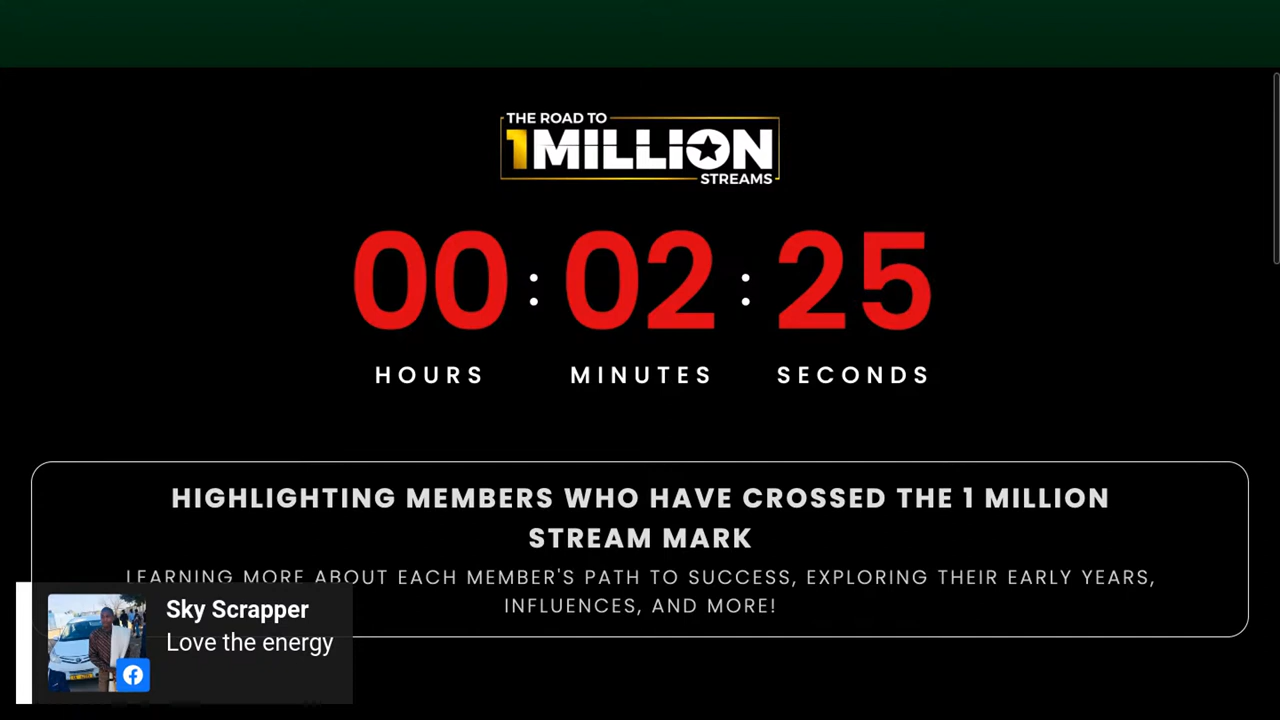 THE ROAD TO
1MILLION
STREAMS
00 : 02 : 25
HOURS MINUTES SECONDS
HIGHLIGHTING MEMBERS WHO HAVE CROSSED THE 1 MILLION
STREAM MARK
LEARNING MORE ABOUT EACH MEMBER'S PATH TO SUCCESS, EXPLORING THEIR EARLY YEARS,
INFLUENCES, AND MORE!
Sky Scrapper
Love the energy